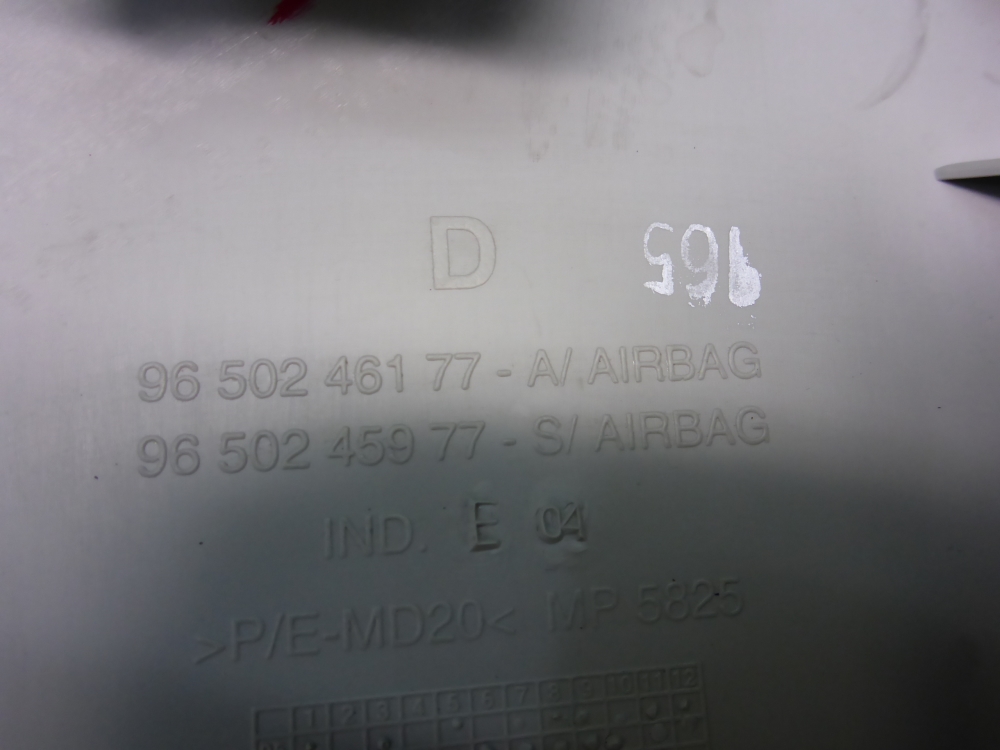 D
165
96 502 461 77 - A/ AIRBAG
96 502 459 77 - S/ AIRBAG
IND. E 04
>P/E-MD20< MP 5825
1 2 3 4 5 6 7 8 9 10 11 12